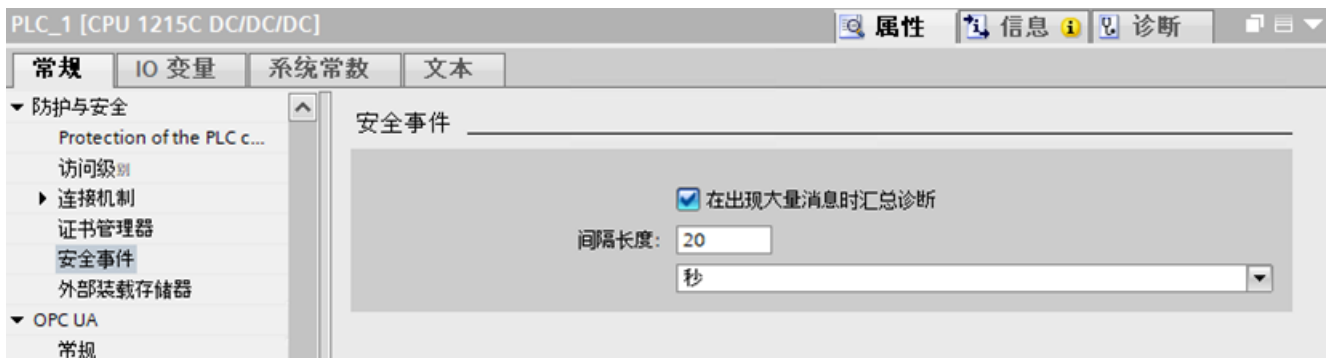 PLC_1 [CPU 1215C DC/DC/DC]
属性 信息 诊断
常规 IO 变量 系统常数 文本
防护与安全
Protection of the PLC c...
访问级别
连接机制
证书管理器
安全事件
外部装载存储器
OPC UA
常规
安全事件
在出现大量消息时汇总诊断
间隔长度: 20
秒